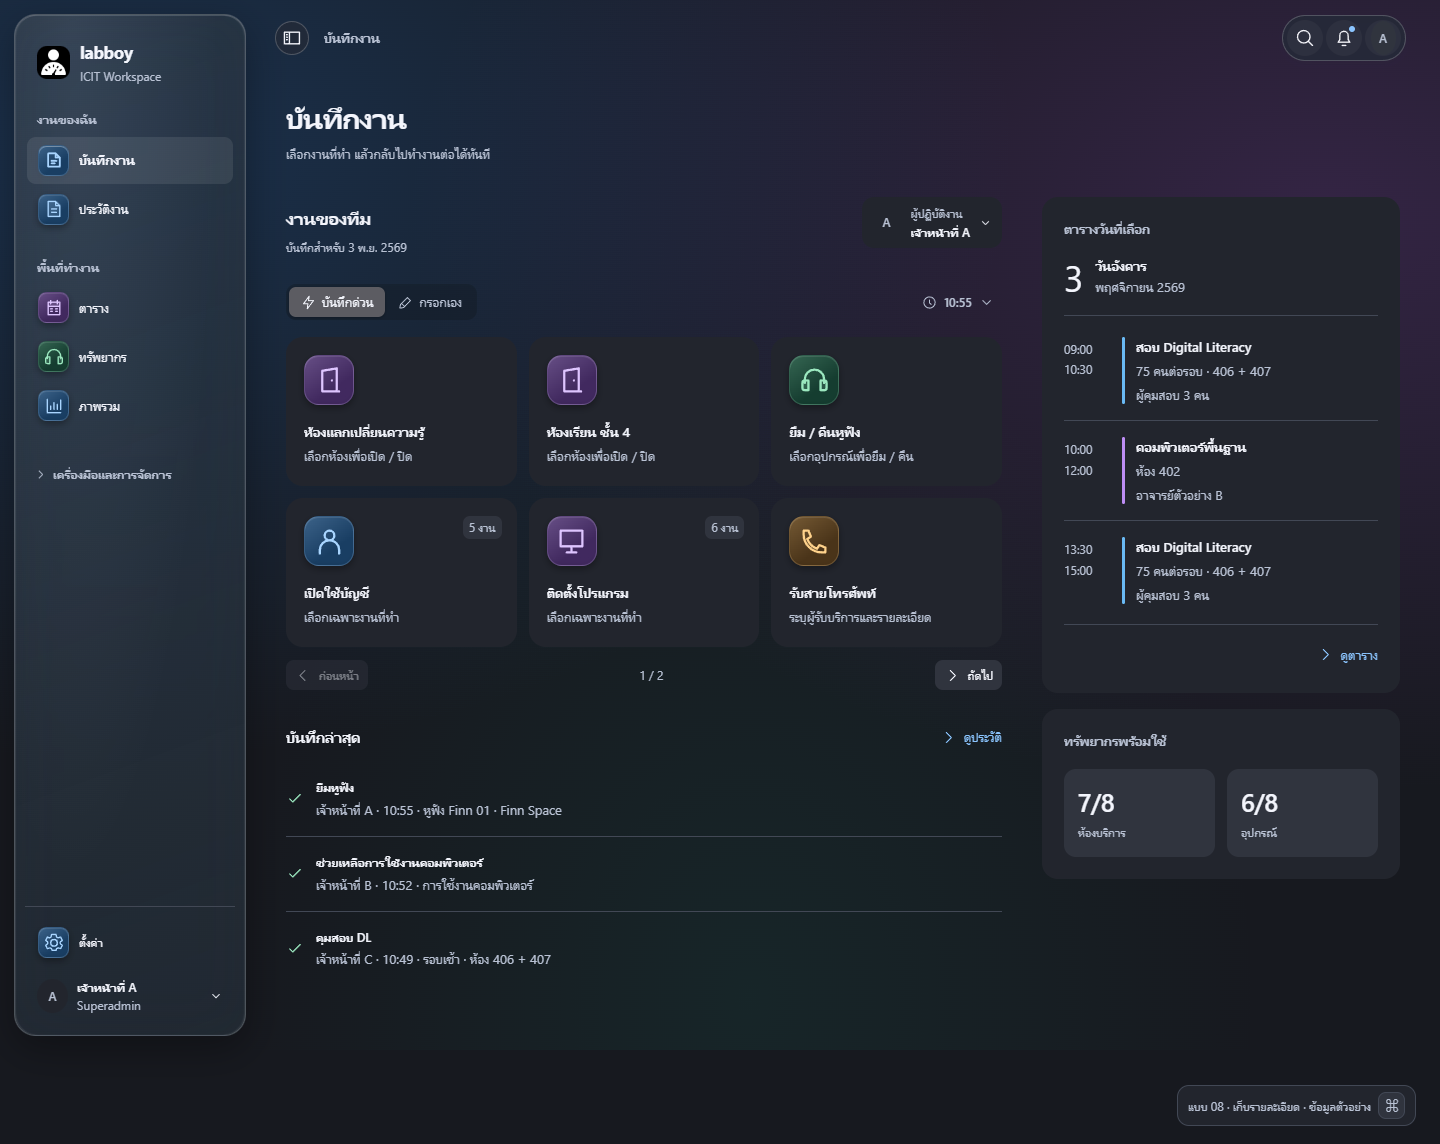 labboy
ICIT Workspace
งานของฉัน
บันทึกงาน
ประวัติงาน
พื้นที่ทำงาน
ตาราง
ทรัพยากร
ภาพรวม
เครื่องมือและการจัดการ
ตั้งค่า
A
เจ้าหน้าที่ A
Superadmin
บันทึกงาน
A
บันทึกงาน
เลือกงานที่ทำ แล้วกลับไปทำงานต่อได้ทันที
งานของทีม
บันทึกสำหรับ 3 พ.ย. 2569
A
ผู้ปฏิบัติงาน
เจ้าหน้าที่ A
บันทึกด่วน
กรอกเอง
10:55
ห้องแลกเปลี่ยนความรู้
เลือกห้องเพื่อเปิด / ปิด
ห้องเรียน ชั้น 4
เลือกห้องเพื่อเปิด / ปิด
ยืม / คืนหูฟัง
เลือกอุปกรณ์เพื่อยืม / คืน
5 งาน
เปิดใช้บัญชี
เลือกเฉพาะงานที่ทำ
6 งาน
ติดตั้งโปรแกรม
เลือกเฉพาะงานที่ทำ
รับสายโทรศัพท์
ระบุผู้รับบริการและรายละเอียด
ก่อนหน้า
1 / 2
ถัดไป
บันทึกล่าสุด
ดูประวัติ
ยืมหูฟัง
เจ้าหน้าที่ A · 10:55 · หูฟัง Finn 01 · Finn Space
ช่วยเหลือการใช้งานคอมพิวเตอร์
เจ้าหน้าที่ B · 10:52 · การใช้งานคอมพิวเตอร์
คุมสอบ DL
เจ้าหน้าที่ C · 10:49 · รอบเช้า · ห้อง 406 + 407
ตารางวันที่เลือก
3
วันอังคาร
พฤศจิกายน 2569
09:00
10:30
สอบ Digital Literacy
75 คนต่อรอบ · 406 + 407
ผู้คุมสอบ 3 คน
10:00
12:00
คอมพิวเตอร์พื้นฐาน
ห้อง 402
อาจารย์ตัวอย่าง B
13:30
15:00
สอบ Digital Literacy
75 คนต่อรอบ · 406 + 407
ผู้คุมสอบ 3 คน
ดูตาราง
ทรัพยากรพร้อมใช้
7/8
ห้องบริการ
6/8
อุปกรณ์
แบบ 08 · เก็บรายละเอียด · ข้อมูลตัวอย่าง ⌘